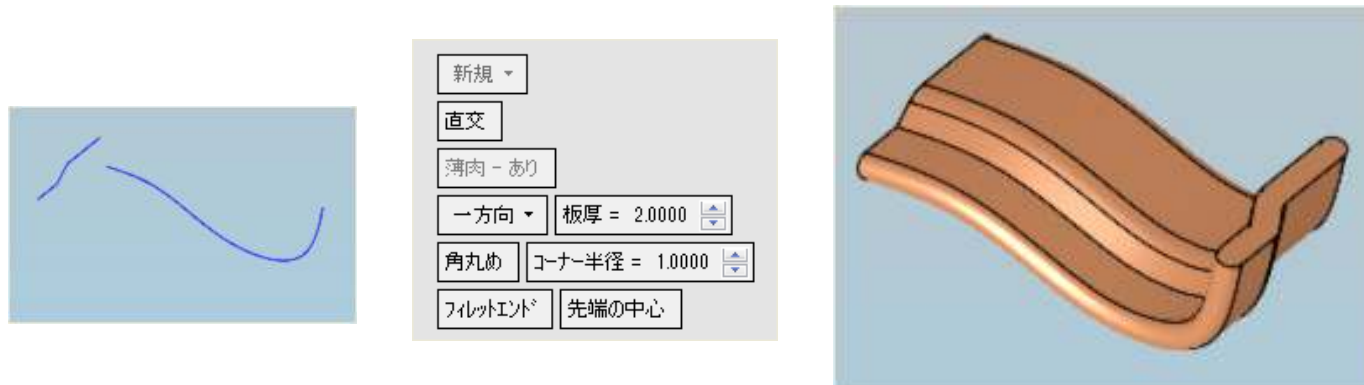 新規
直交
薄肉 - あり
一方向 板厚 = 2.0000
角丸め コーナー半径 = 1.0000
フィレットエンド 先端の中心